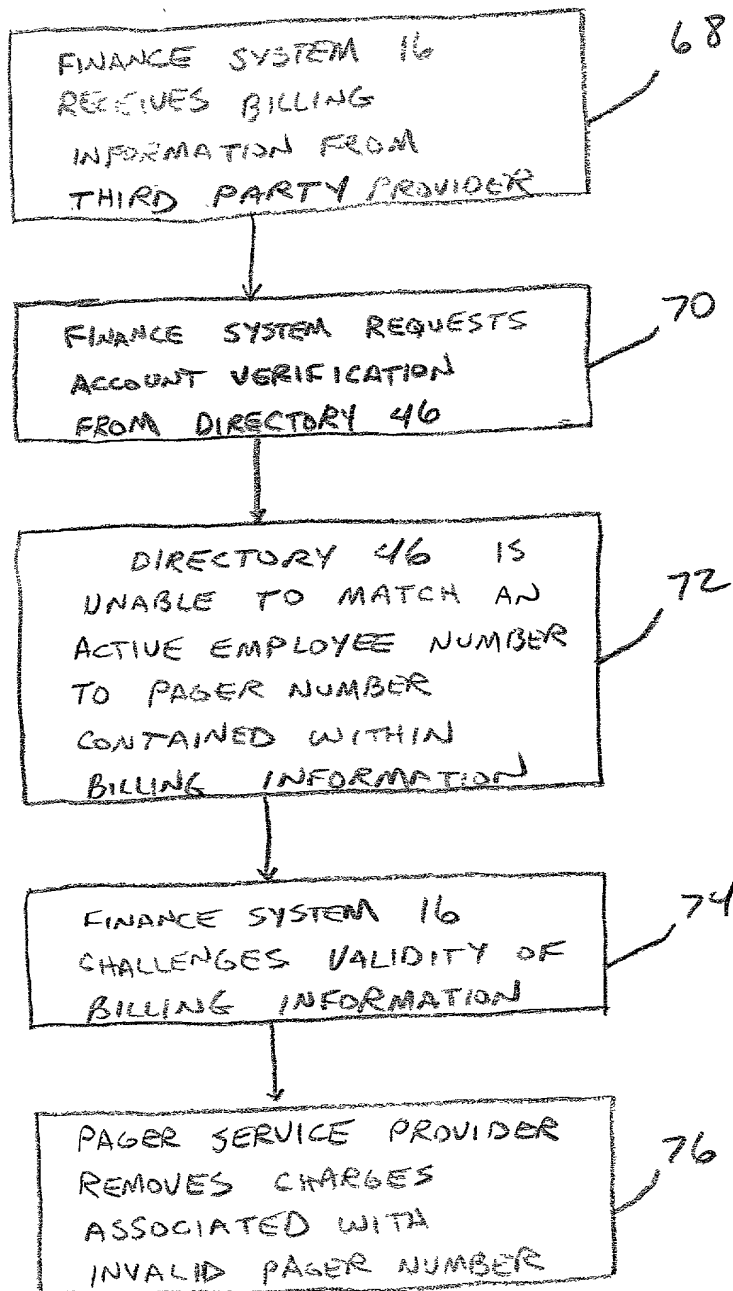 FINANCE SYSTEM 16
RECEIVES BILLING
INFORMATION FROM
THIRD PARTY PROVIDER
68
FINANCE SYSTEM REQUESTS
ACCOUNT VERIFICATION
FROM DIRECTORY 46
70
DIRECTORY 46 IS
UNABLE TO MATCH AN
ACTIVE EMPLOYEE NUMBER
TO PAGER NUMBER
CONTAINED WITHIN
BILLING INFORMATION
72
FINANCE SYSTEM 16
CHALLENGES VALIDITY OF
BILLING INFORMATION
74
PAGER SERVICE PROVIDER
REMOVES CHARGES
ASSOCIATED WITH
INVALID PAGER NUMBER
76